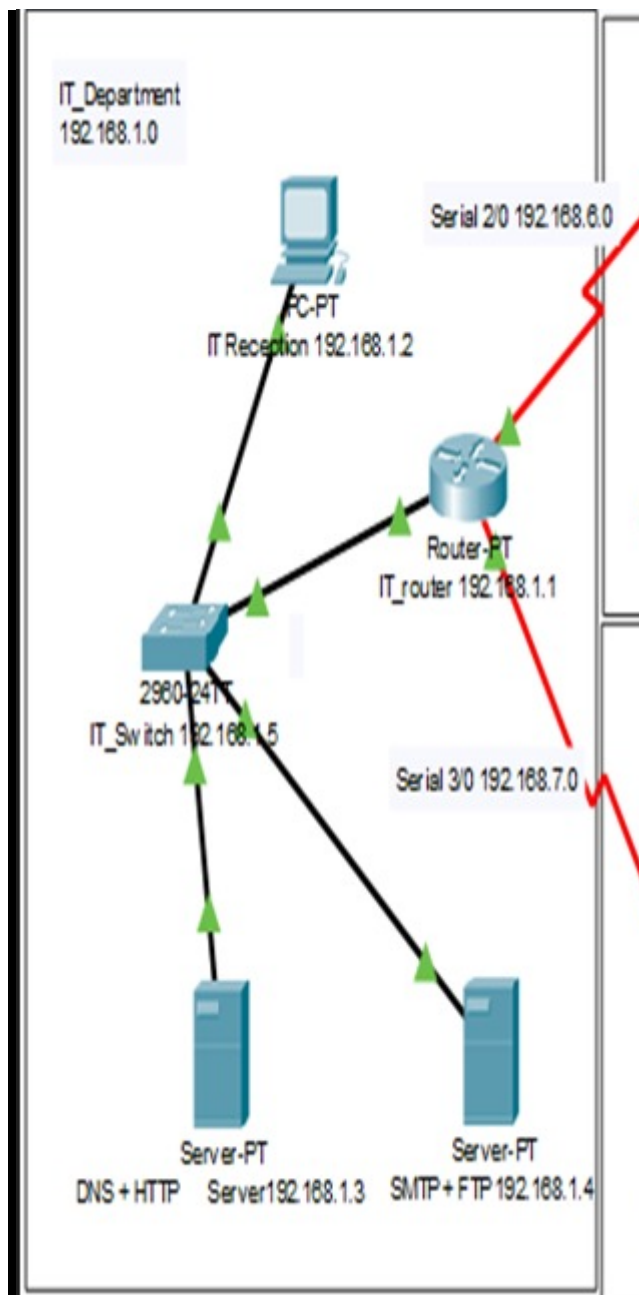 IT_Department
192.168.1.0
Serial 2/0 192.168.6.0
PC-PT
IT Reception 192.168.1.2
Router-PT
IT_router 192.168.1.1
2960-24TT
IT_Switch 192.168.1.5
Serial 3/0 192.168.7.0
Server-PT
DNS + HTTP Server192.168.1.3
Server-PT
SMTP + FTP 192.168.1.4